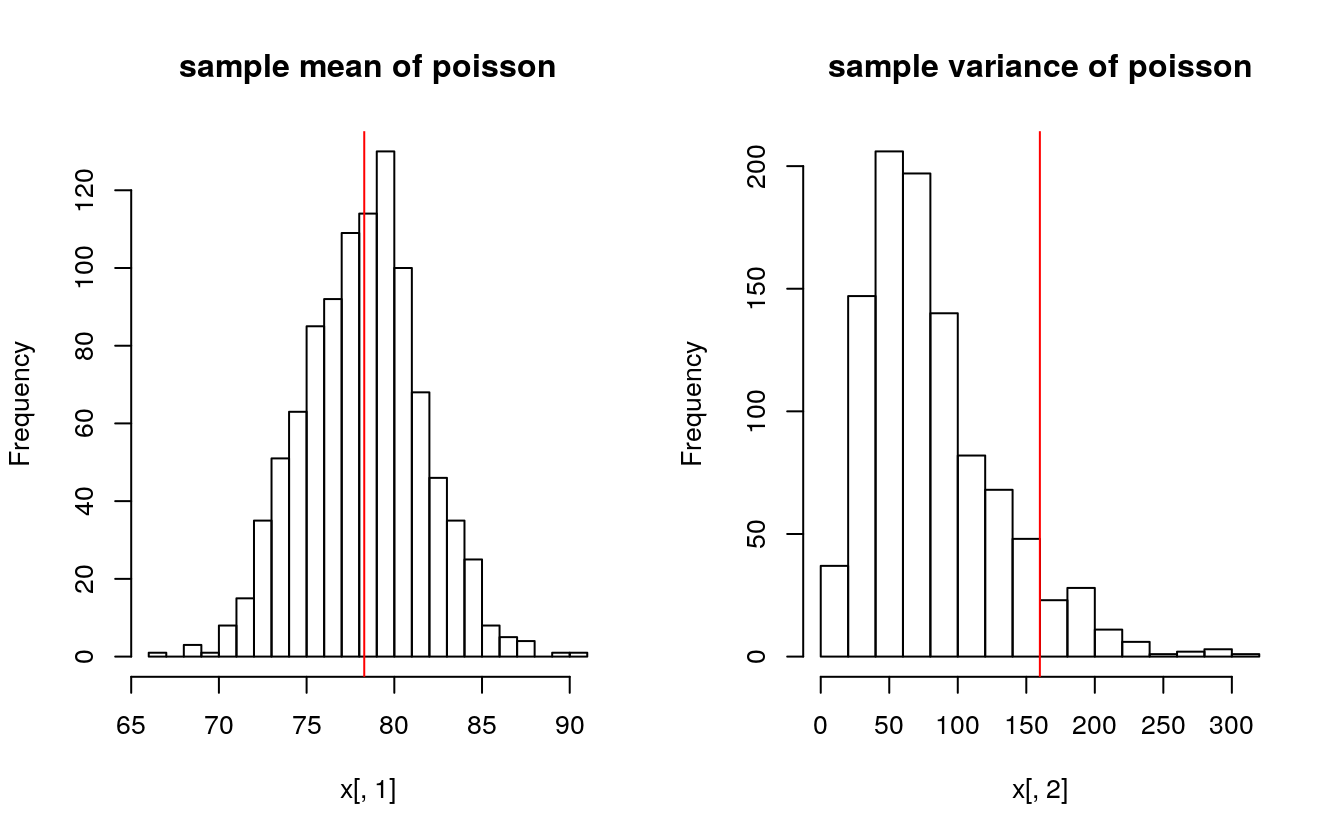 sample mean of poisson
Frequency
0 20 40 60 80 100 120
65 70 75 80 85 90
x[, 1]
sample variance of poisson
Frequency
0 50 100 150 200
0 50 100 150 200 250 300
x[, 2]